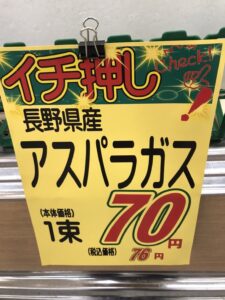 イチ押し
Check!
長野県産
アスパラガス
(本体価格)
1束 70円
(税込価格) 76円